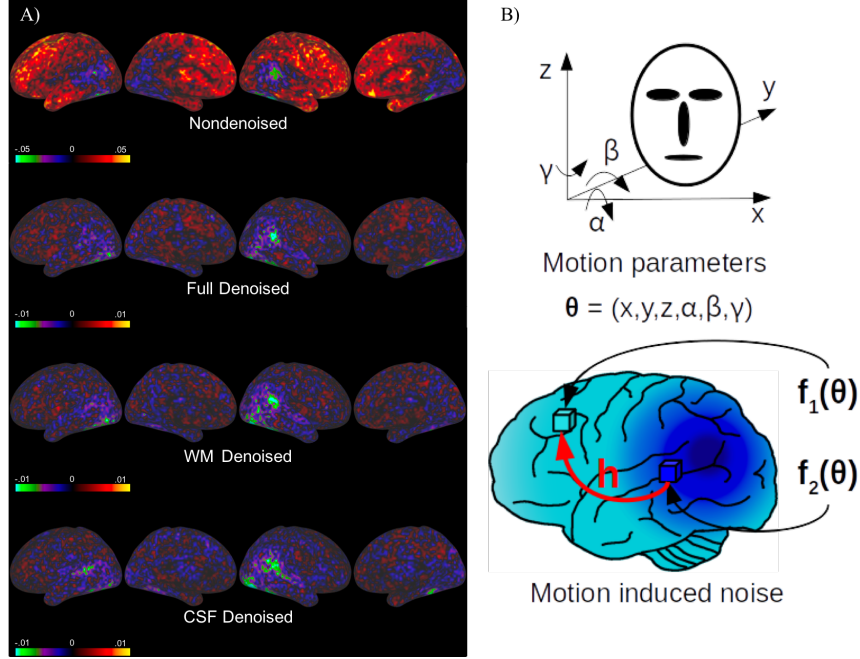 A)
Nondenoised
-.05 0 .05
Full Denoised
-.01 0 .01
WM Denoised
-.01 0 .01
CSF Denoised
-.01 0 .01
B)
z
y
β
γ
α
x
Motion parameters
θ = (x,y,z,α,β,γ)
f₁(θ)
h
f₂(θ)
Motion induced noise